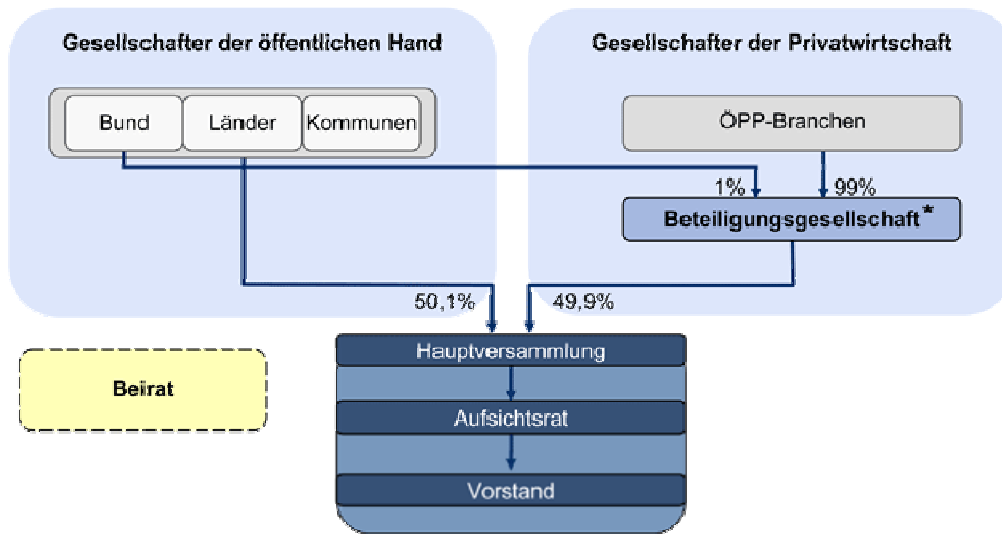 Gesellschafter der öffentlichen Hand
Gesellschafter der Privatwirtschaft
Bund
Länder
Kommunen
ÖPP-Branchen
1%
99%
Beteiligungsgesellschaft*
50,1%
49,9%
Hauptversammlung
Beirat
Aufsichtsrat
Vorstand